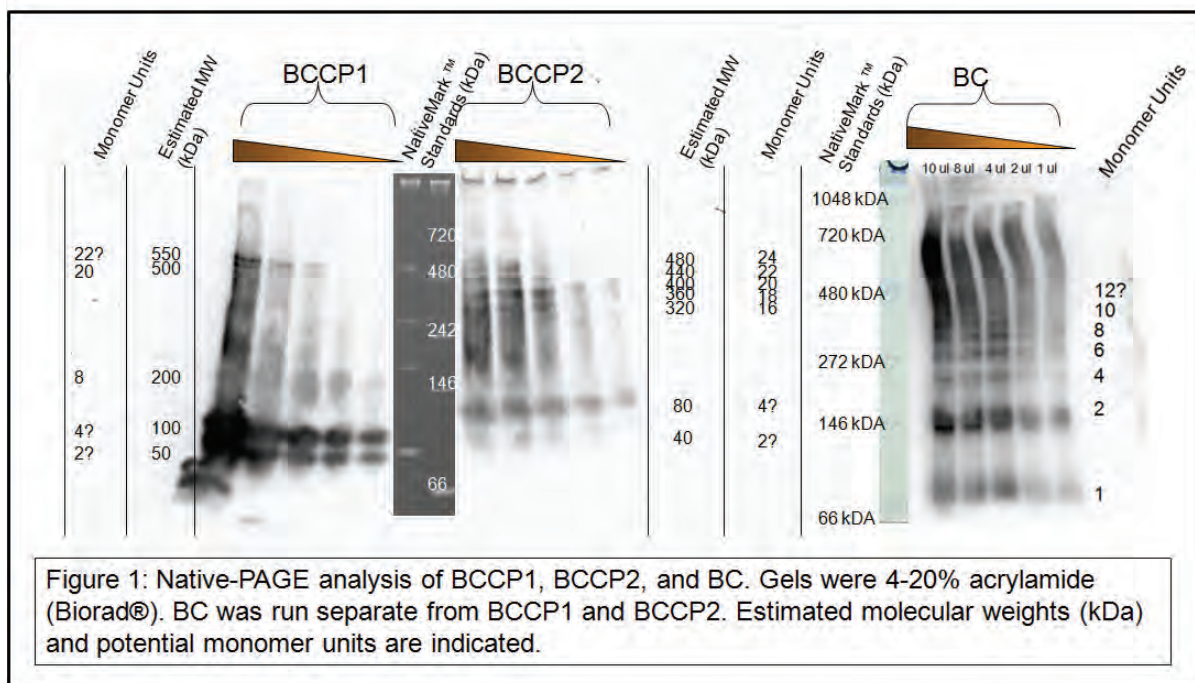 Monomer Units
Estimated MW
(kDa)
BCCP1
NativeMark™
Standards (kDa)
BCCP2
Estimated MW
(kDa)
Monomer Units
NativeMark™
Standards (kDa)
BC
Monomer Units
22?
20
8
4?
2?
550
500
200
100
50
720
480
242
146
66
480
440
400
360
320
80
40
24
22
20
18
16
4?
2?
1048 kDA
720 kDA
480 kDA
272 kDA
146 kDA
66 kDA
10 ul 8 ul 4 ul 2 ul 1 ul
12?
10
8
6
4
2
1
Figure 1: Native-PAGE analysis of BCCP1, BCCP2, and BC. Gels were 4-20% acrylamide
(Biorad®). BC was run separate from BCCP1 and BCCP2. Estimated molecular weights (kDa)
and potential monomer units are indicated.